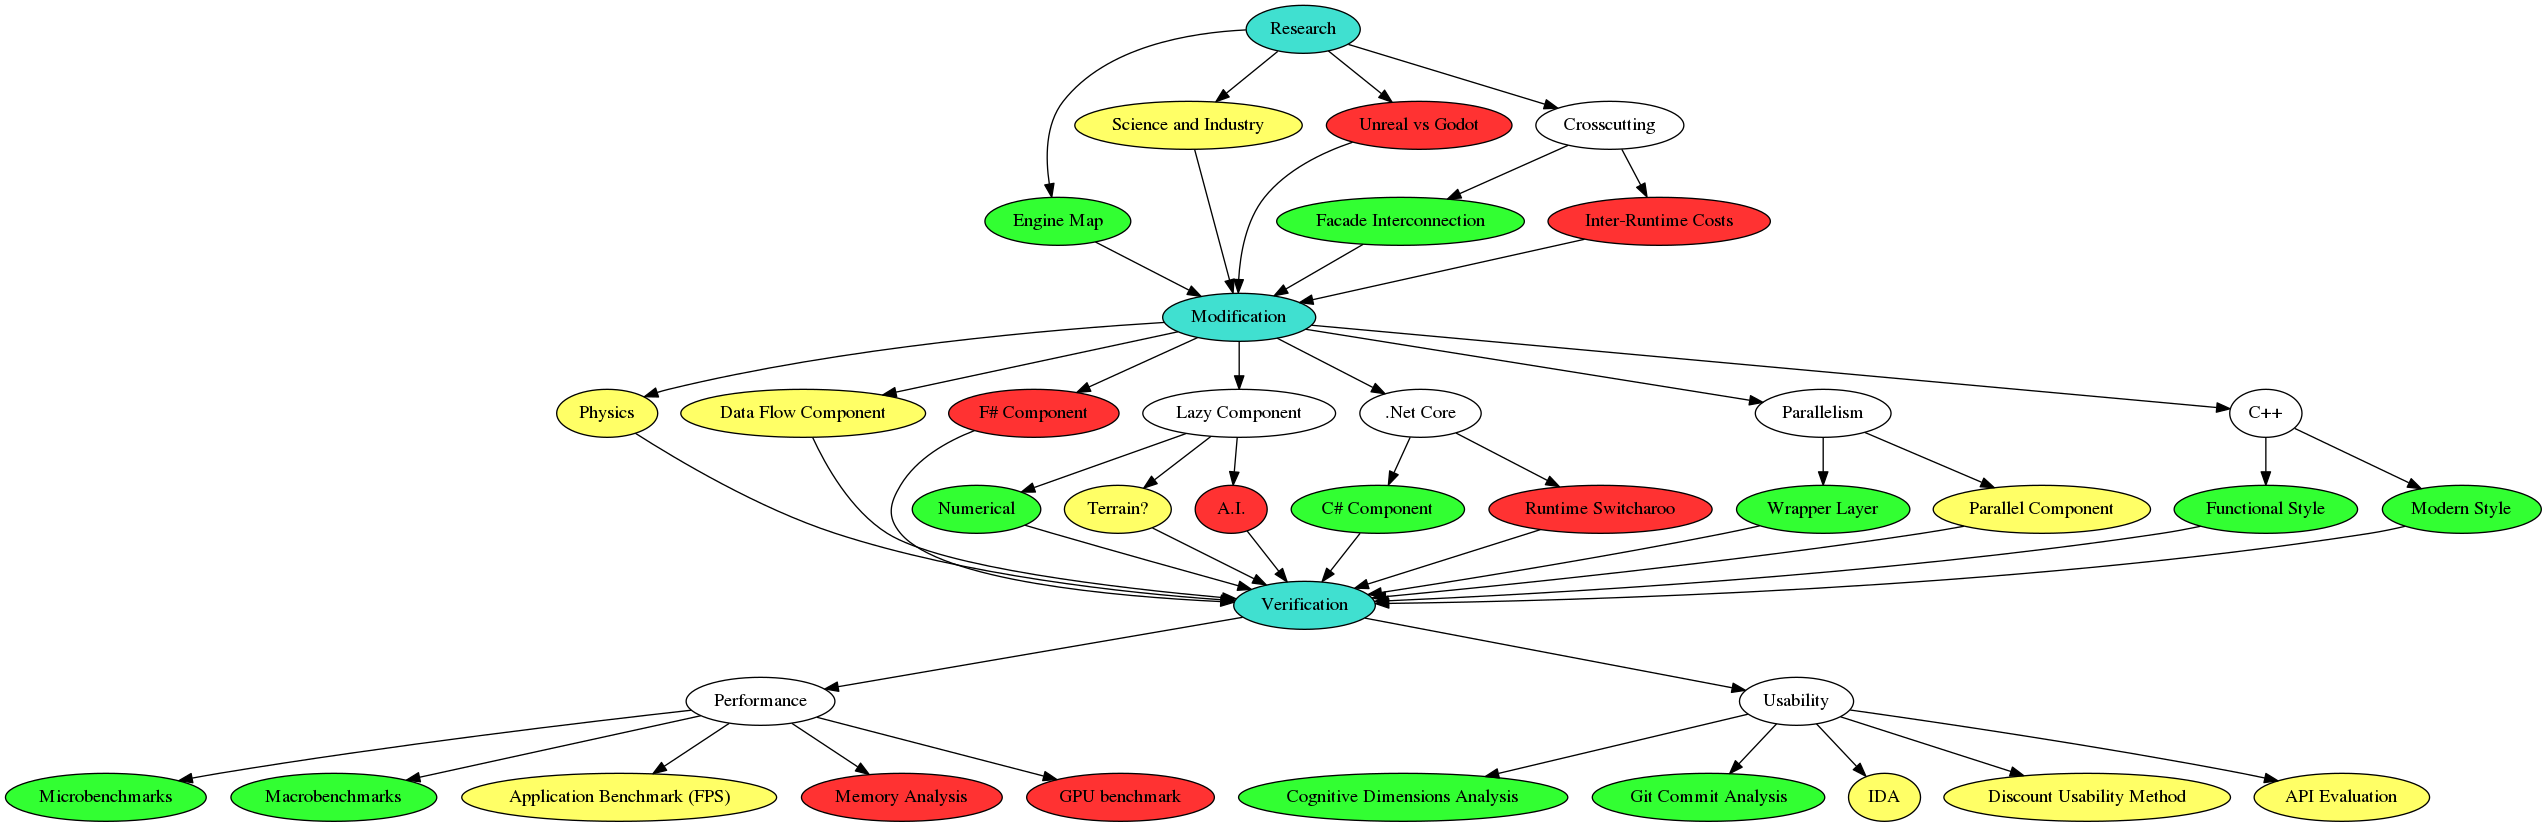 Research
Science and Industry
Unreal vs Godot
Crosscutting
Engine Map
Facade Interconnection
Inter-Runtime Costs
Modification
Physics
Data Flow Component
F# Component
Lazy Component
.Net Core
Parallelism
C++
Numerical
Terrain?
A.I.
C# Component
Runtime Switcharoo
Wrapper Layer
Parallel Component
Functional Style
Modern Style
Verification
Performance
Usability
Microbenchmarks
Macrobenchmarks
Application Benchmark (FPS)
Memory Analysis
GPU benchmark
Cognitive Dimensions Analysis
Git Commit Analysis
IDA
Discount Usability Method
API Evaluation